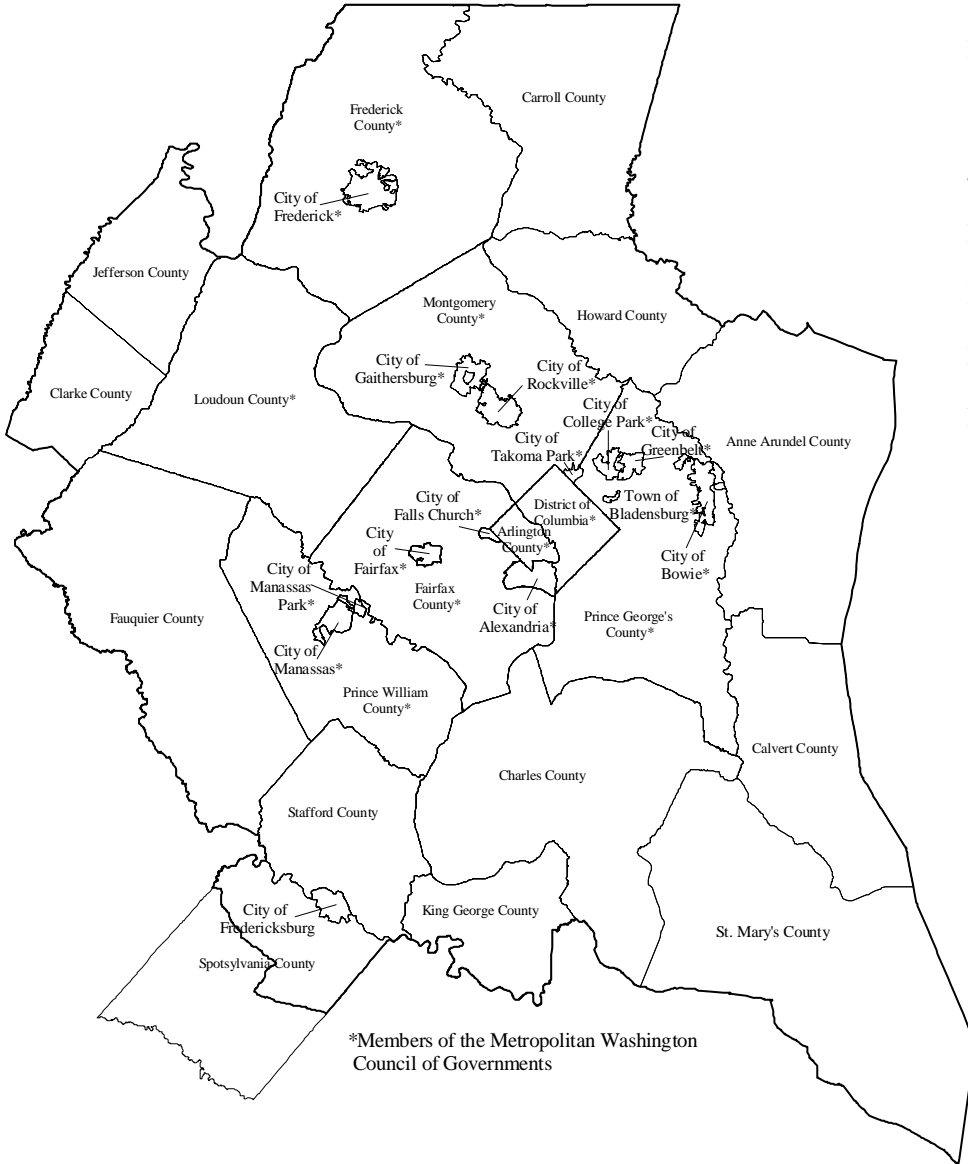 Carroll County
Frederick
County*
City of
Frederick*
Jefferson County
Montgomery
County*
Howard County
City of
Gaithersburg*
City of
Rockville*
Clarke County
Loudoun County*
City of
College Park*
City of
Greenbelt*
Anne Arundel County
City of
Takoma Park*
City of
Falls Church*
District of
Columbia*
Town of
Bladensburg*
Arlington
County*
City
of
Fairfax*
City of
Bowie*
City of
Manassas
Park*
Fairfax
County*
City of
Alexandria*
Prince George's
County*
Fauquier County
City of
Manassas*
Prince William
County*
Calvert County
Charles County
Stafford County
City of
Fredericksburg
King George County
St. Mary's County
Spotsylvania County
*Members of the Metropolitan Washington
Council of Governments